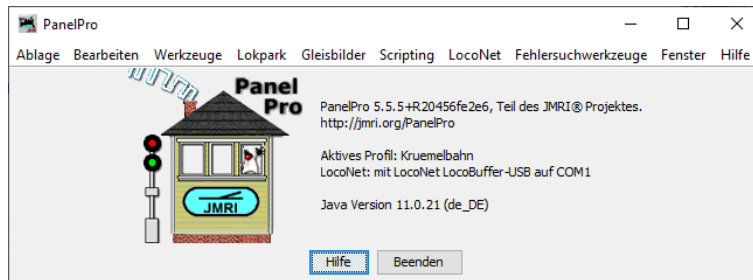 PanelPro
Ablage Bearbeiten Werkzeuge Lokpark Gleisbilder Scripting LocoNet Fehlersuchwerkzeuge Fenster Hilfe
Panel
Pro
PanelPro 5.5.5+R20456fe2e6, Teil des JMRI® Projektes.
http://jmri.org/PanelPro
Aktives Profil: Kruemelbahn
LocoNet: mit LocoNet LocoBuffer-USB auf COM1
JMRI
Java Version 11.0.21 (de_DE)
Hilfe Beenden